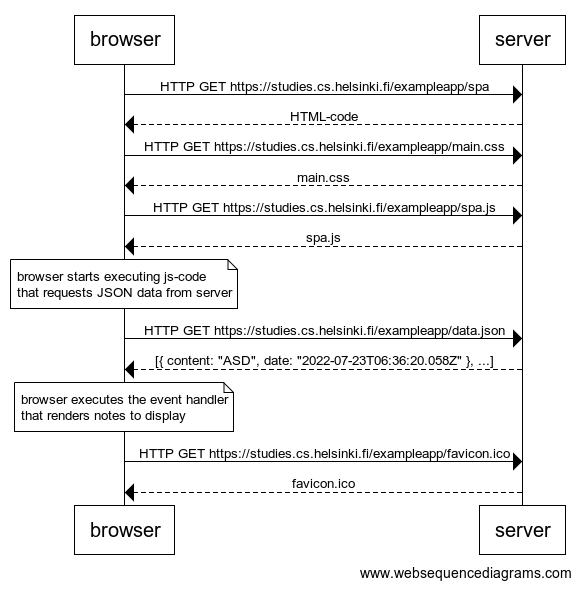 browser
server
HTTP GET https://studies.cs.helsinki.fi/exampleapp/spa
HTML-code
HTTP GET https://studies.cs.helsinki.fi/exampleapp/main.css
main.css
HTTP GET https://studies.cs.helsinki.fi/exampleapp/spa.js
spa.js
browser starts executing js-code
that requests JSON data from server
HTTP GET https://studies.cs.helsinki.fi/exampleapp/data.json
[{ content: "ASD", date: "2022-07-23T06:36:20.058Z" }, ...]
browser executes the event handler
that renders notes to display
HTTP GET https://studies.cs.helsinki.fi/exampleapp/favicon.ico
favicon.ico
browser
server
www.websequencediagrams.com